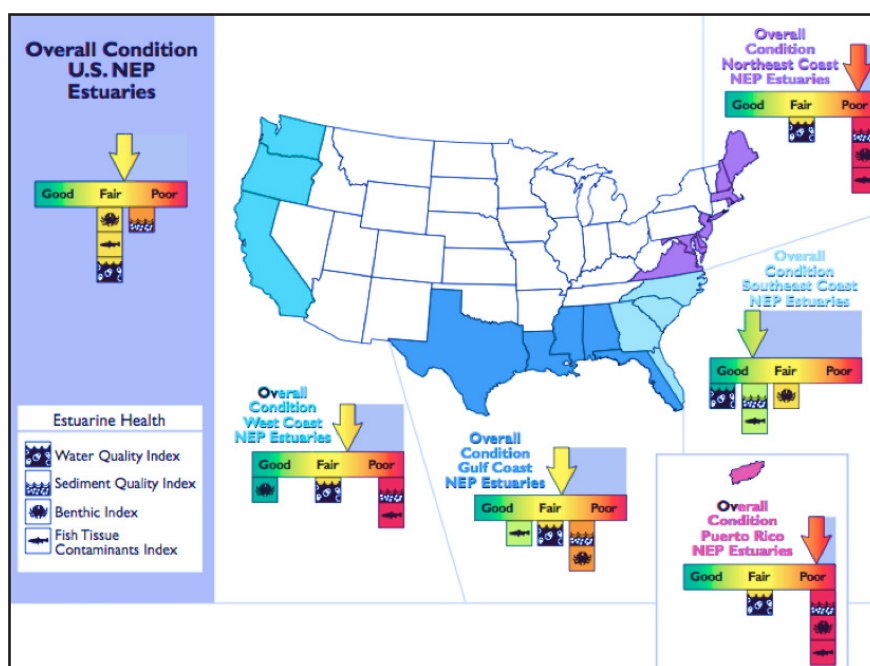 Overall Condition
U.S. NEP
Estuaries
Good Fair Poor
Estuarine Health
Water Quality Index
Sediment Quality Index
Benthic Index
Fish Tissue
Contaminants Index
Overall
Condition
West Coast
NEP Estuaries
Good Fair Poor
Overall
Condition
Gulf Coast
NEP Estuaries
Good Fair Poor
Overall
Condition
Northeast Coast
NEP Estuaries
Good Fair Poor
Overall
Condition
Southeast Coast
NEP Estuaries
Good Fair Poor
Overall
Condition
Puerto Rico
NEP Estuaries
Good Fair Poor